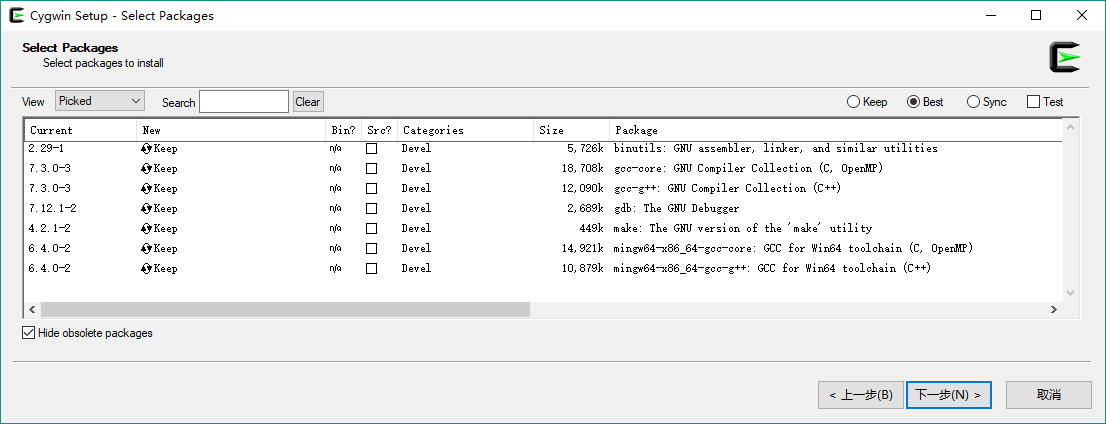 Cygwin Setup - Select Packages
Select Packages
Select packages to install
View Picked Search Clear Keep Best Sync Test
Current New Bin? Src? Categories Size Package
2.29-1 Keep n/a Devel 5,726k binutils: GNU assembler, linker, and similar utilities
7.3.0-3 Keep n/a Devel 18,708k gcc-core: GNU Compiler Collection (C, OpenMP)
7.3.0-3 Keep n/a Devel 12,090k gcc-g++: GNU Compiler Collection (C++)
7.12.1-2 Keep n/a Devel 2,689k gdb: The GNU Debugger
4.2.1-2 Keep n/a Devel 449k make: The GNU version of the 'make' utility
6.4.0-2 Keep n/a Devel 14,921k mingw64-x86_64-gcc-core: GCC for Win64 toolchain (C, OpenMP)
6.4.0-2 Keep n/a Devel 10,879k mingw64-x86_64-gcc-g++: GCC for Win64 toolchain (C++)
Hide obsolete packages
< 上一步(B) 下一步(N) > 取消